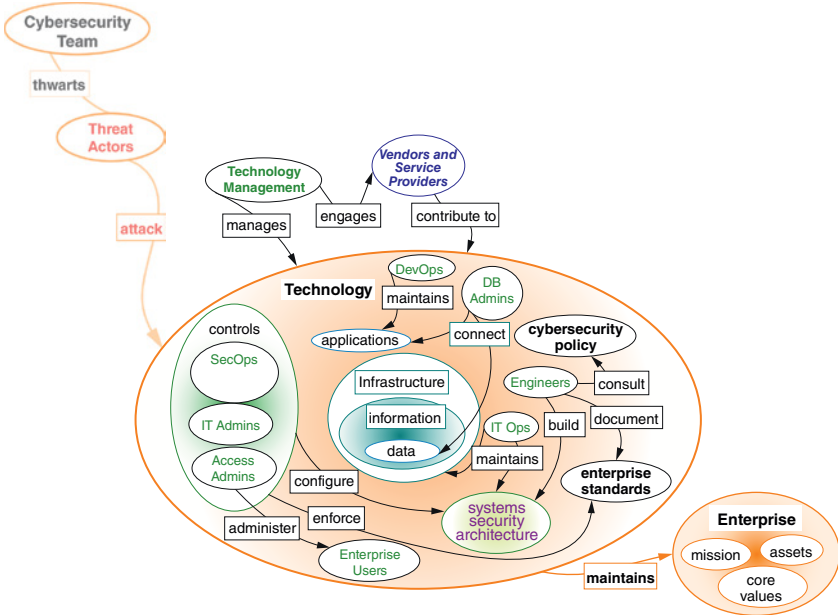 Cybersecurity
Team
thwarts
Threat
Actors
attack
Technology
Management
manages
engages
Vendors and
Service
Providers
contribute to
Technology
DevOps
maintains
applications
DB
Admins
connect
cybersecurity
policy
consult
Engineers
document
build
enterprise
standards
controls
SecOps
IT Admins
Access
Admins
Infrastructure
information
data
IT Ops
maintains
configure
systems
security
architecture
enforce
administer
Enterprise
Users
maintains
Enterprise
mission
assets
core
values